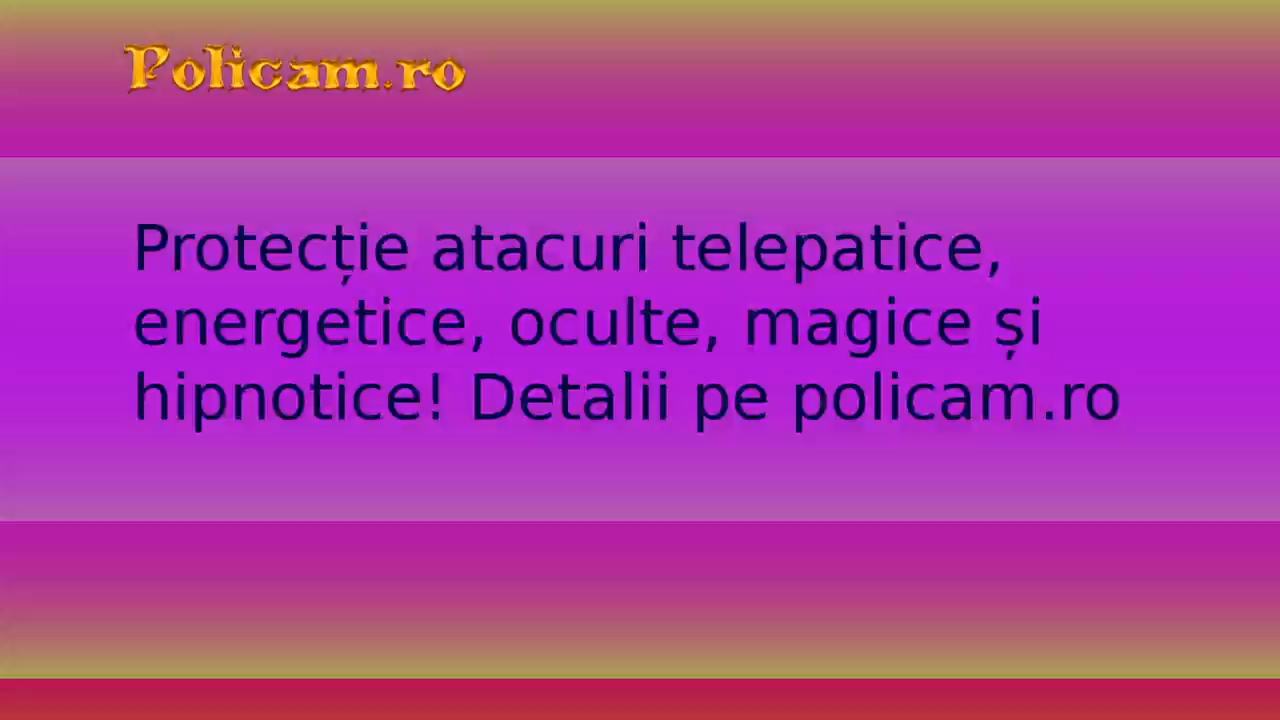 Policam.ro
Protecție atacuri telepatice,
energetice, oculte, magice și
hipnotice! Detalii pe policam.ro